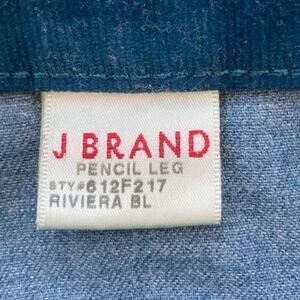 J BRAND
PENCIL LEG
STY#612F217
RIVIERA BL